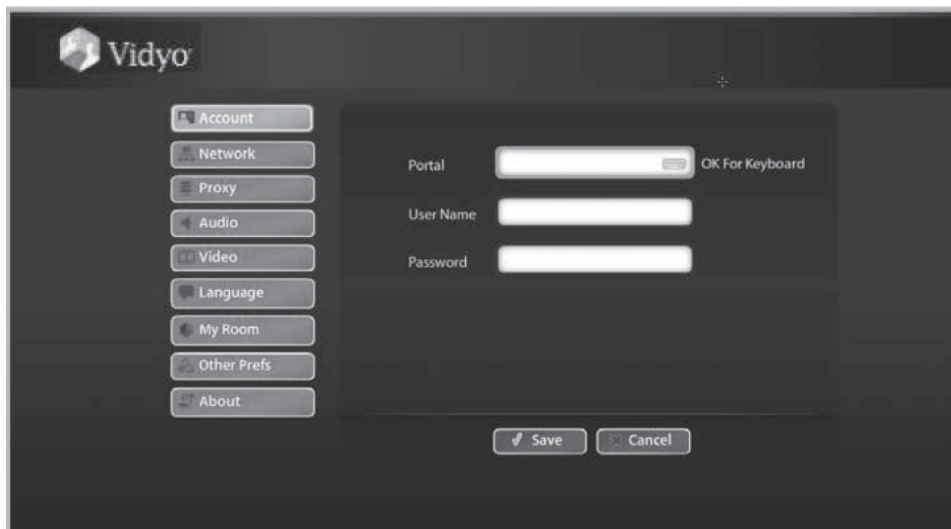 Vidyo
Account
Network
Proxy
Audio
Video
Language
My Room
Other Prefs
About
Portal
OK For Keyboard
User Name
Password
Save
Cancel